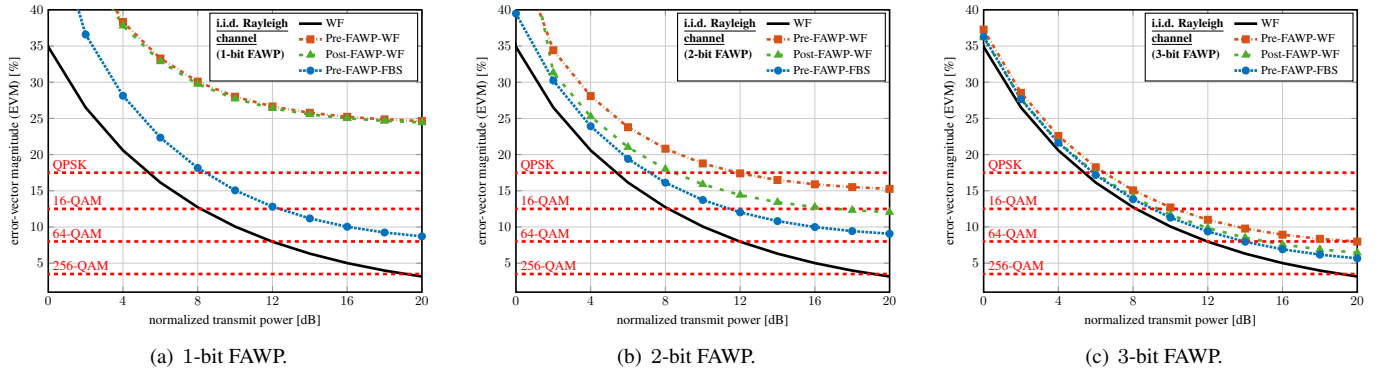 40
35
30
25
20
15
10
5
0
4
8
12
16
20
error-vector magnitude (EVM) [%]
normalized transmit power [dB]
i.i.d. Rayleigh
channel
(1-bit FAWP)
WF
Pre-FAWP-WF
Post-FAWP-WF
Pre-FAWP-FBS
QPSK
16-QAM
64-QAM
256-QAM
(a) 1-bit FAWP.
40
35
30
25
20
15
10
5
0
4
8
12
16
20
error-vector magnitude (EVM) [%]
normalized transmit power [dB]
i.i.d. Rayleigh
channel
(2-bit FAWP)
WF
Pre-FAWP-WF
Post-FAWP-WF
Pre-FAWP-FBS
QPSK
16-QAM
64-QAM
256-QAM
(b) 2-bit FAWP.
40
35
30
25
20
15
10
5
0
4
8
12
16
20
error-vector magnitude (EVM) [%]
normalized transmit power [dB]
i.i.d. Rayleigh
channel
(3-bit FAWP)
WF
Pre-FAWP-WF
Post-FAWP-WF
Pre-FAWP-FBS
QPSK
16-QAM
64-QAM
256-QAM
(c) 3-bit FAWP.